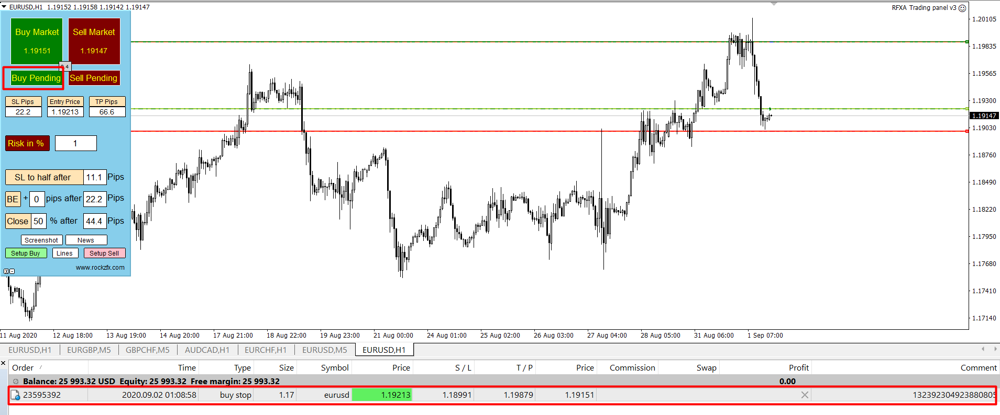 EURUSD,H1 1.19152 1.19158 1.19142 1.19147
RFXA Trading panel v3
Buy Market
1.19151
Sell Market
1.19147
Buy Pending
Sell Pending
SL Pips
Entry Price
TP Pips
22.2
1.19213
66.6
Risk in %
1
SL to half after
11.1
Pips
BE
+
0
pips after
22.2
Pips
Close
50
% after
44.4
Pips
Screenshot
News
Setup Buy
Lines
Setup Sell
www.rockzfx.com
X
-
1.20105
1.19835
1.19565
1.19300
1.19147
1.19030
1.18760
1.18490
1.18220
1.17950
1.17680
1.17410
1.17140
11 Aug 2020 12 Aug 18:00 13 Aug 19:00 14 Aug 20:00 17 Aug 21:00 18 Aug 22:00 19 Aug 23:00 21 Aug 00:00 24 Aug 01:00 25 Aug 02:00 26 Aug 03:00 27 Aug 04:00 28 Aug 05:00 31 Aug 06:00 1 Sep 07:00
EURUSD,H1 EURGBP,M5 GBPCHF,M5 AUDCAD,H1 EURCHF,H1 EURUSD,M5 EURUSD,H1
Order / Time Type Size Symbol Price S / L T / P Price Commission Swap Profit Comment
Balance: 25 993.32 USD Equity: 25 993.32 Free margin: 25 993.32 0.00
23595392 2020.09.02 01:08:58 buy stop 1.17 eurusd 1.19213 1.18991 1.19879 1.19151 132392304923880805